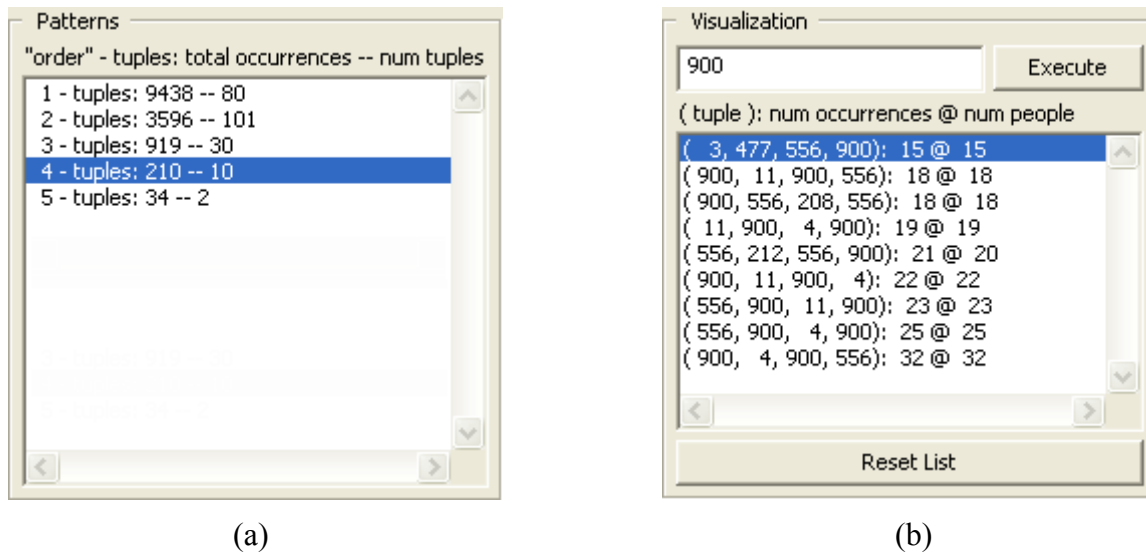 Patterns
"order" - tuples: total occurrences -- num tuples
1 - tuples: 9438 -- 80
2 - tuples: 3596 -- 101
3 - tuples: 919 -- 30
4 - tuples: 210 -- 10
5 - tuples: 34 -- 2
(a)
Visualization
900 Execute
( tuple ): num occurrences @ num people
( 3, 477, 556, 900): 15 @ 15
( 900, 11, 900, 556): 18 @ 18
( 900, 556, 208, 556): 18 @ 18
( 11, 900, 4, 900): 19 @ 19
( 556, 212, 556, 900): 21 @ 20
( 900, 11, 900, 4): 22 @ 22
( 556, 900, 11, 900): 23 @ 23
( 556, 900, 4, 900): 25 @ 25
( 900, 4, 900, 556): 32 @ 32
Reset List
(b)